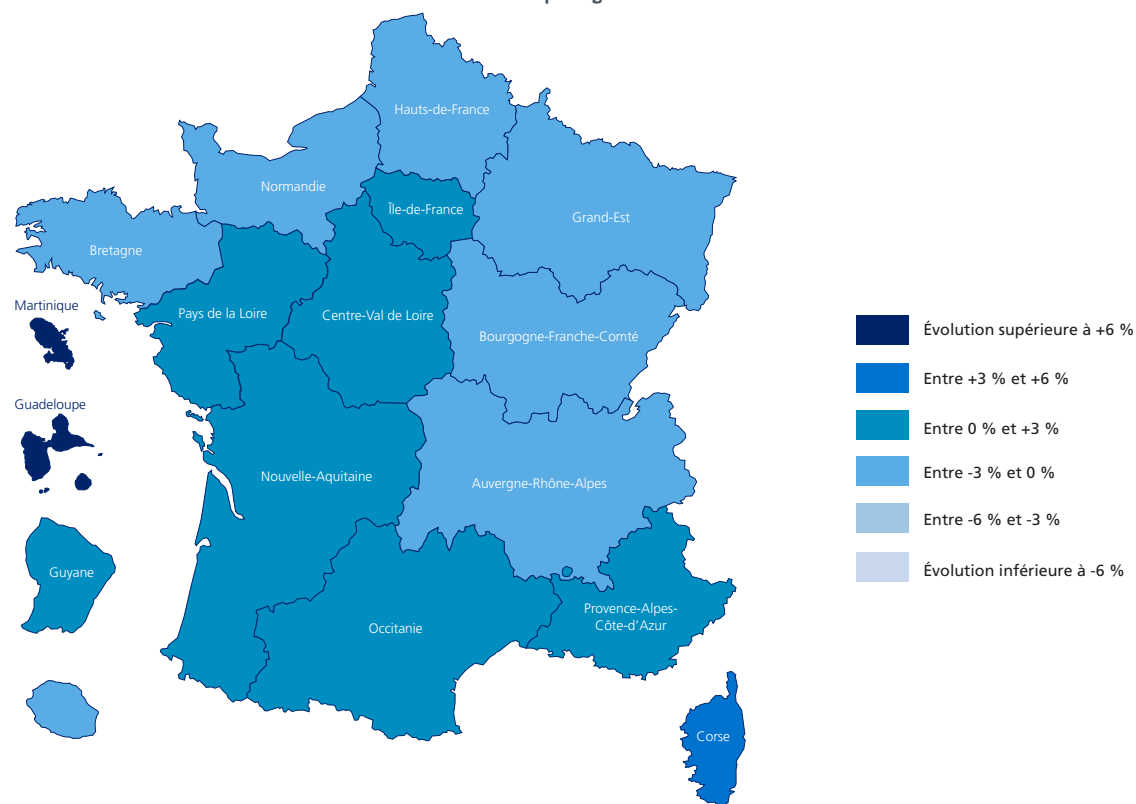 Hauts-de-France
Normandie
Île-de-France
Grand-Est
Bretagne
Martinique
Pays de la Loire
Centre-Val de Loire
Bourgogne-Franche-Comté
Guadeloupe
Nouvelle-Aquitaine
Auvergne-Rhône-Alpes
Guyane
Provence-Alpes-
Côte-d'Azur
Occitanie
Corse
Évolution supérieure à +6 %
Entre +3 % et +6 %
Entre 0 % et +3 %
Entre -3 % et 0 %
Entre -6 % et -3 %
Évolution inférieure à -6 %